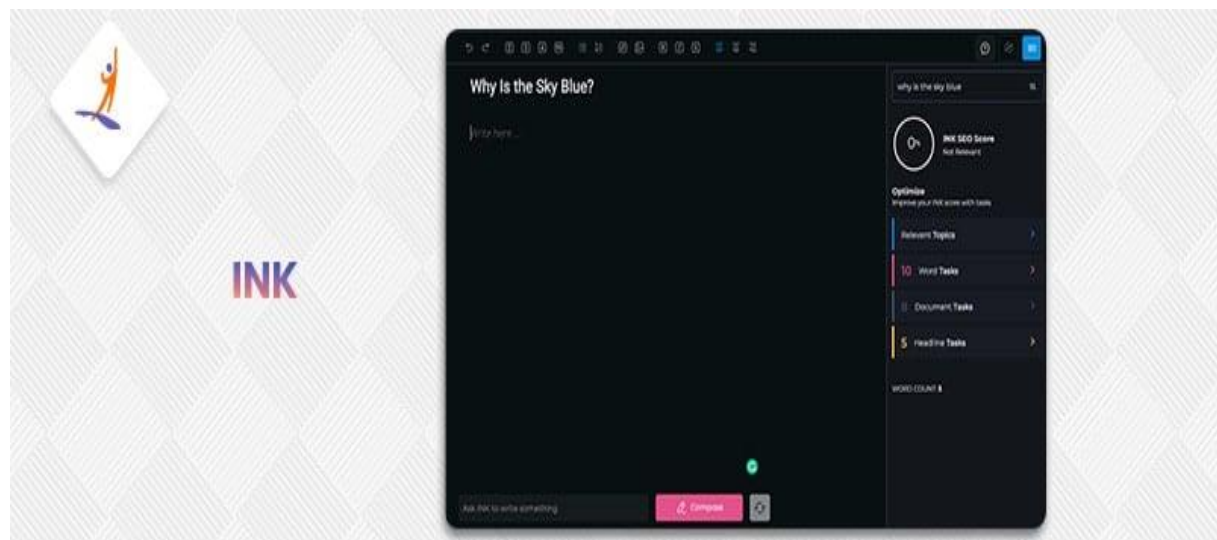 INK
Why Is the Sky Blue?
Write here...
Ask INK to write something
Compose
why is the sky blue
0%
INK SEO Score
Not Relevant
Optimize
Improve your INK score with tasks
Relevant Topics
10 Word Tasks
Document Tasks
5 Headline Tasks
WORD COUNT